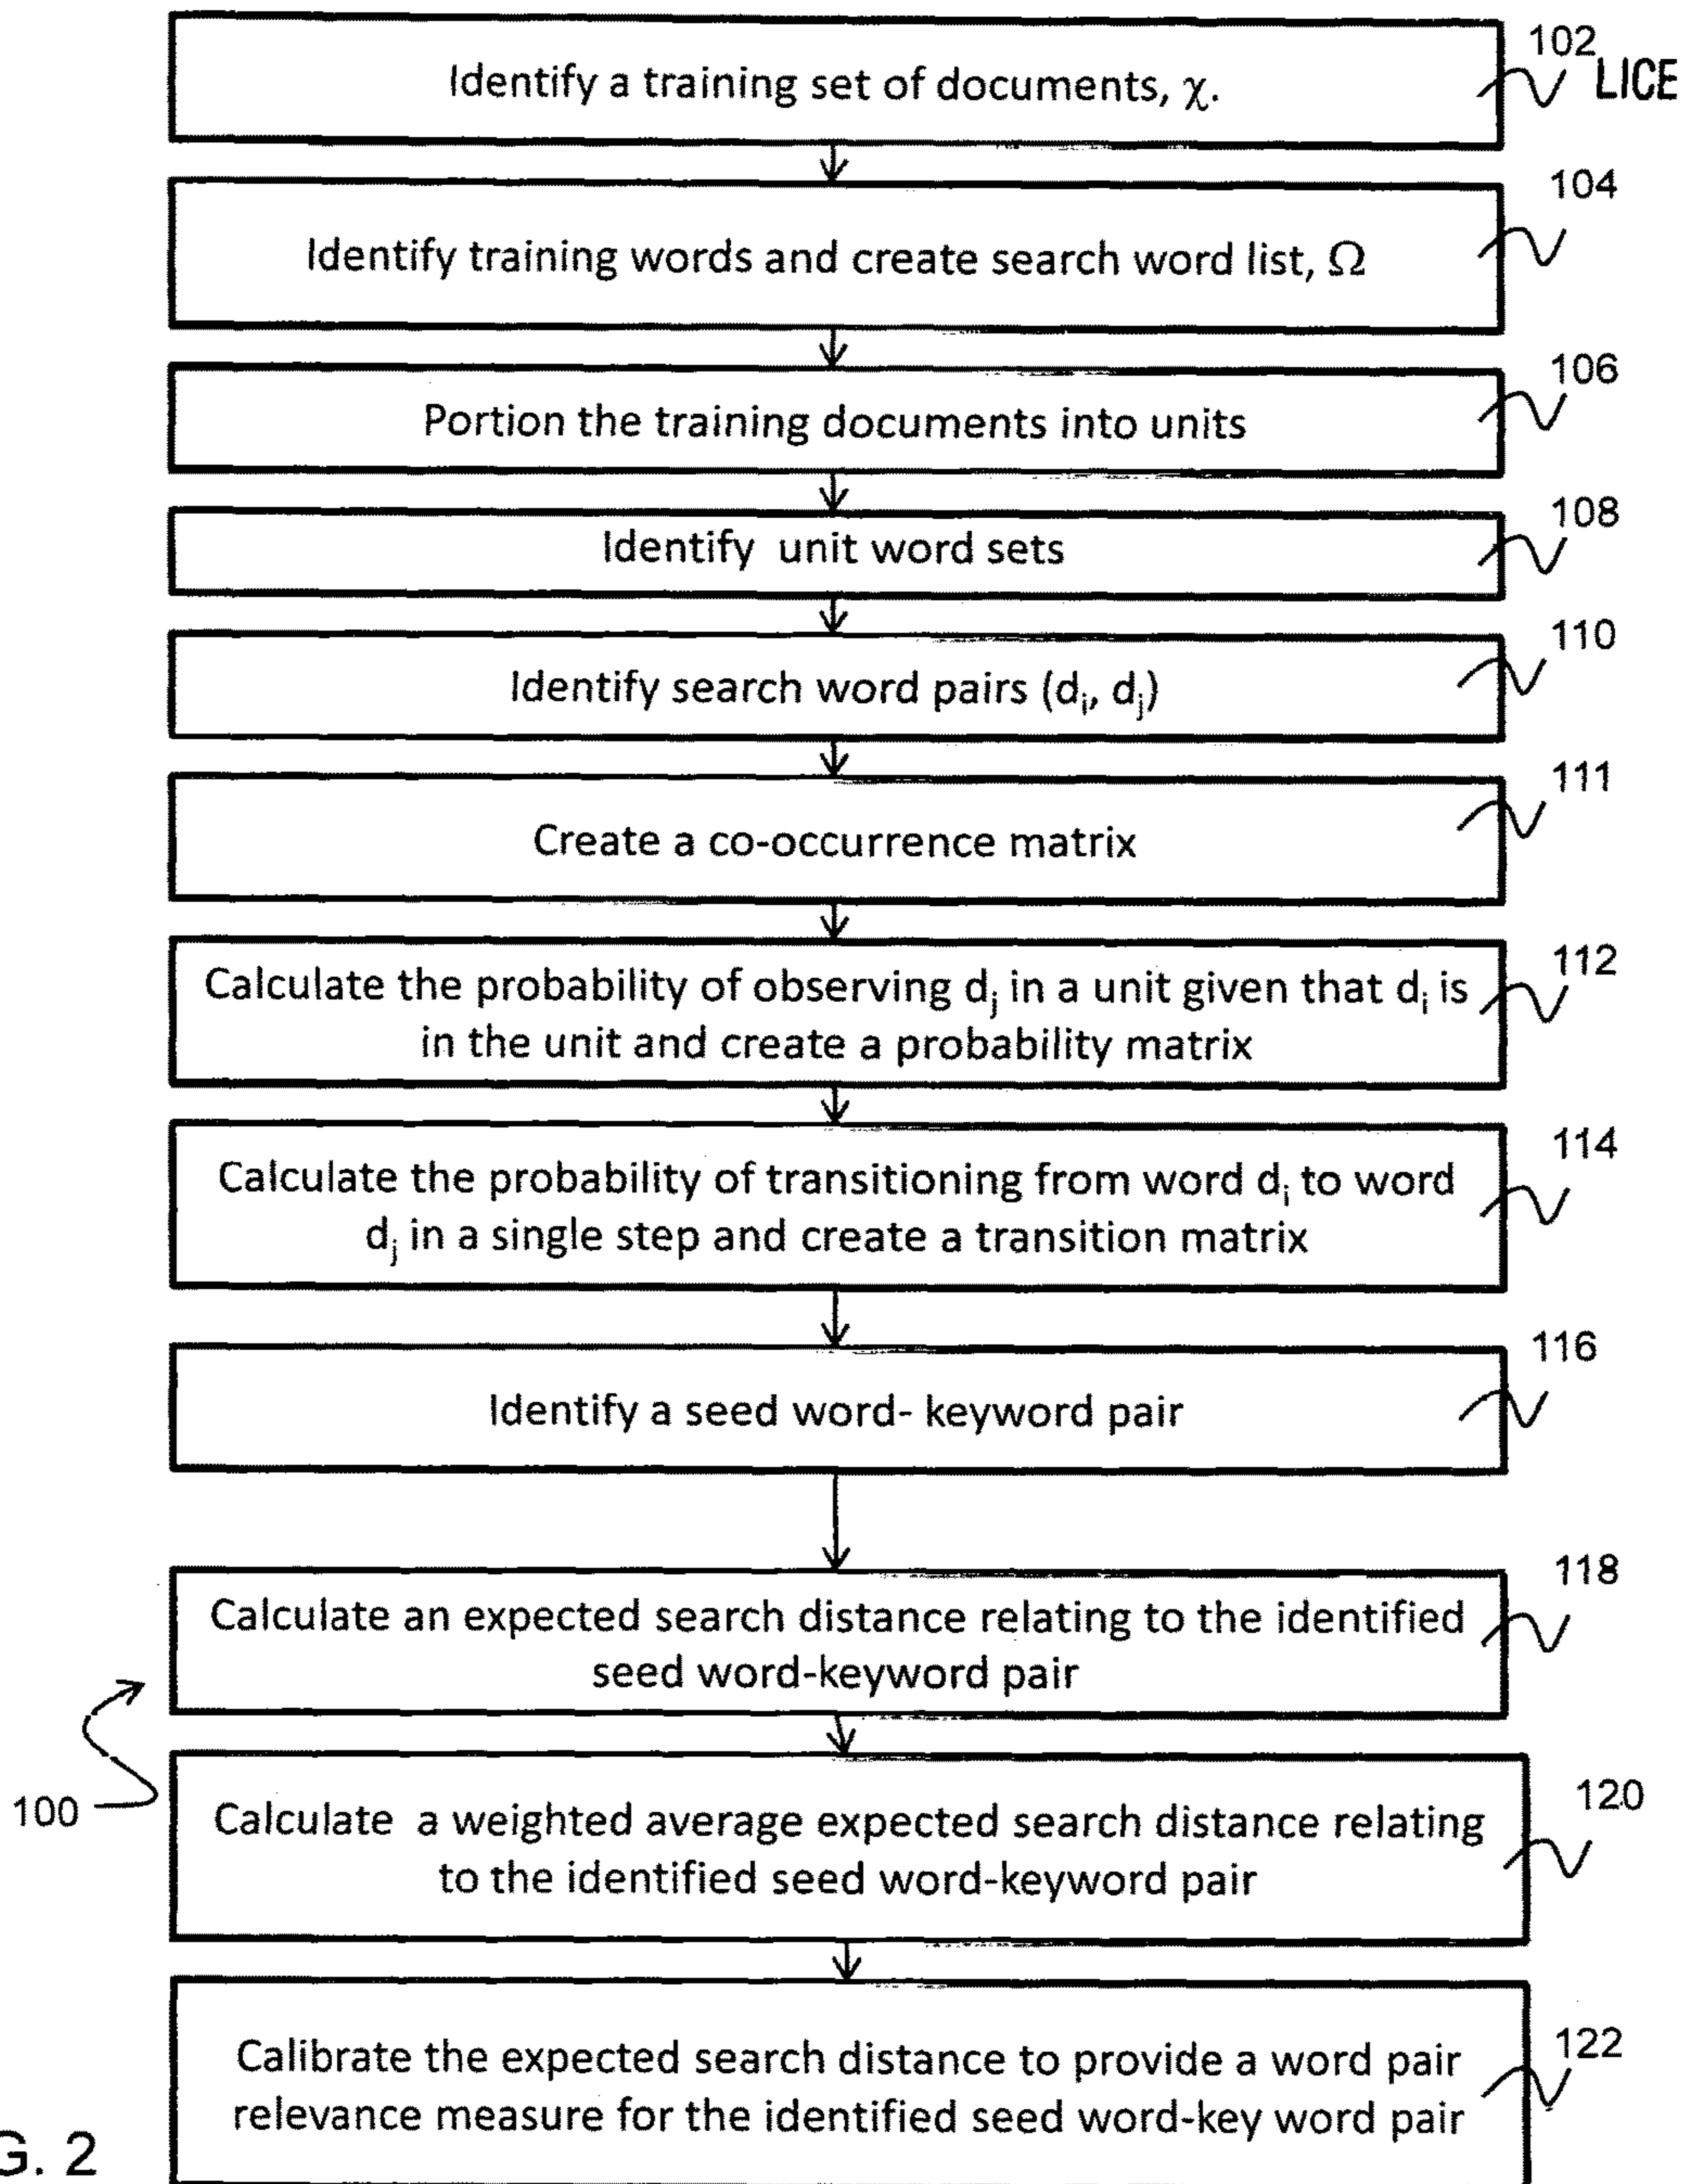 102
LICE
Identify a training set of documents, χ.
104
Identify training words and create search word list, Ω
106
Portion the training documents into units
108
Identify unit word sets
110
Identify search word pairs (di, dj)
111
Create a co-occurrence matrix
112
Calculate the probability of observing dj in a unit given that di is
in the unit and create a probability matrix
114
Calculate the probability of transitioning from word di to word
dj in a single step and create a transition matrix
116
Identify a seed word- keyword pair
118
Calculate an expected search distance relating to the identified
seed word-keyword pair
100
120
Calculate a weighted average expected search distance relating
to the identified seed word-keyword pair
122
Calibrate the expected search distance to provide a word pair
relevance measure for the identified seed word-key word pair
G. 2